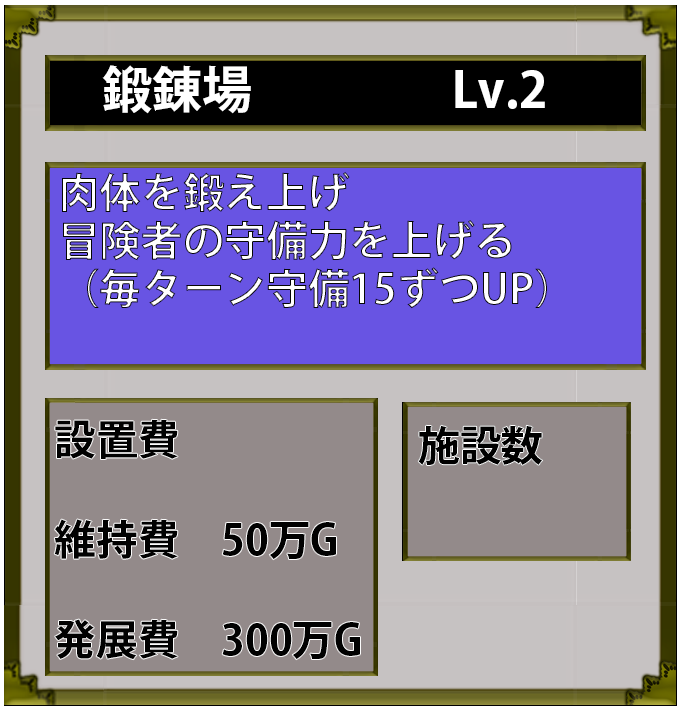 鍛錬場　Lv.2
肉体を鍛え上げ
冒険者の守備力を上げる
（毎ターン守備15ずつUP）
設置費
維持費　50万G
発展費　300万G
施設数